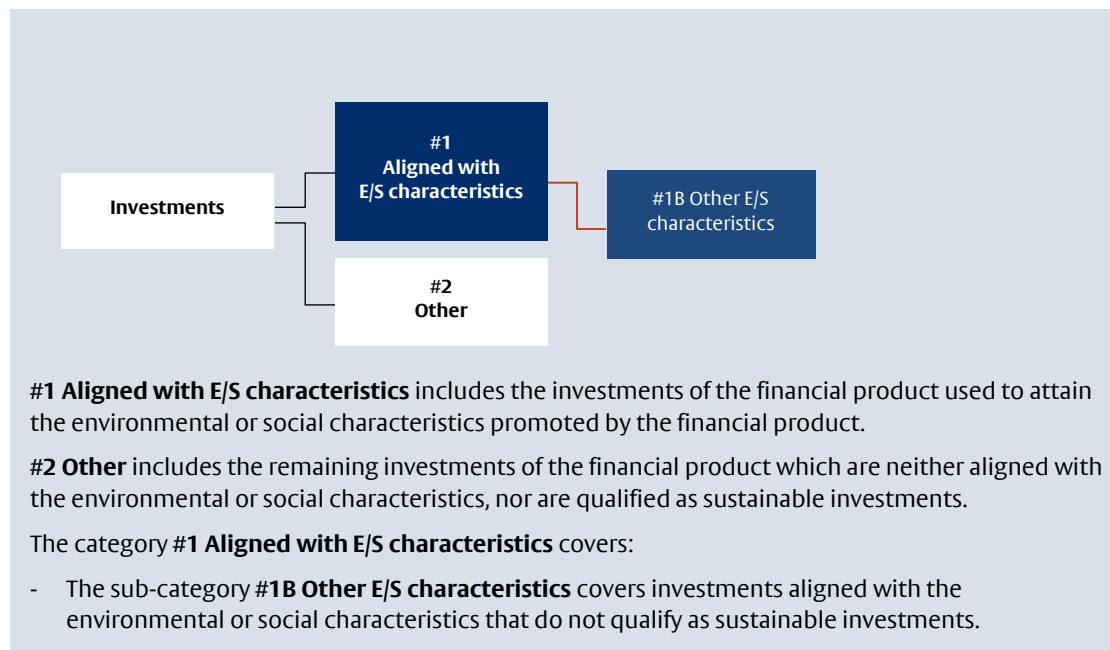 #1
Aligned with
E/S characteristics
Investments
#1B Other E/S
characteristics
#2
Other
#1 Aligned with E/S characteristics includes the investments of the financial product used to attain
the environmental or social characteristics promoted by the financial product.
#2 Other includes the remaining investments of the financial product which are neither aligned with
the environmental or social characteristics, nor are qualified as sustainable investments.
The category #1 Aligned with E/S characteristics covers:
- The sub-category #1B Other E/S characteristics covers investments aligned with the
environmental or social characteristics that do not qualify as sustainable investments.